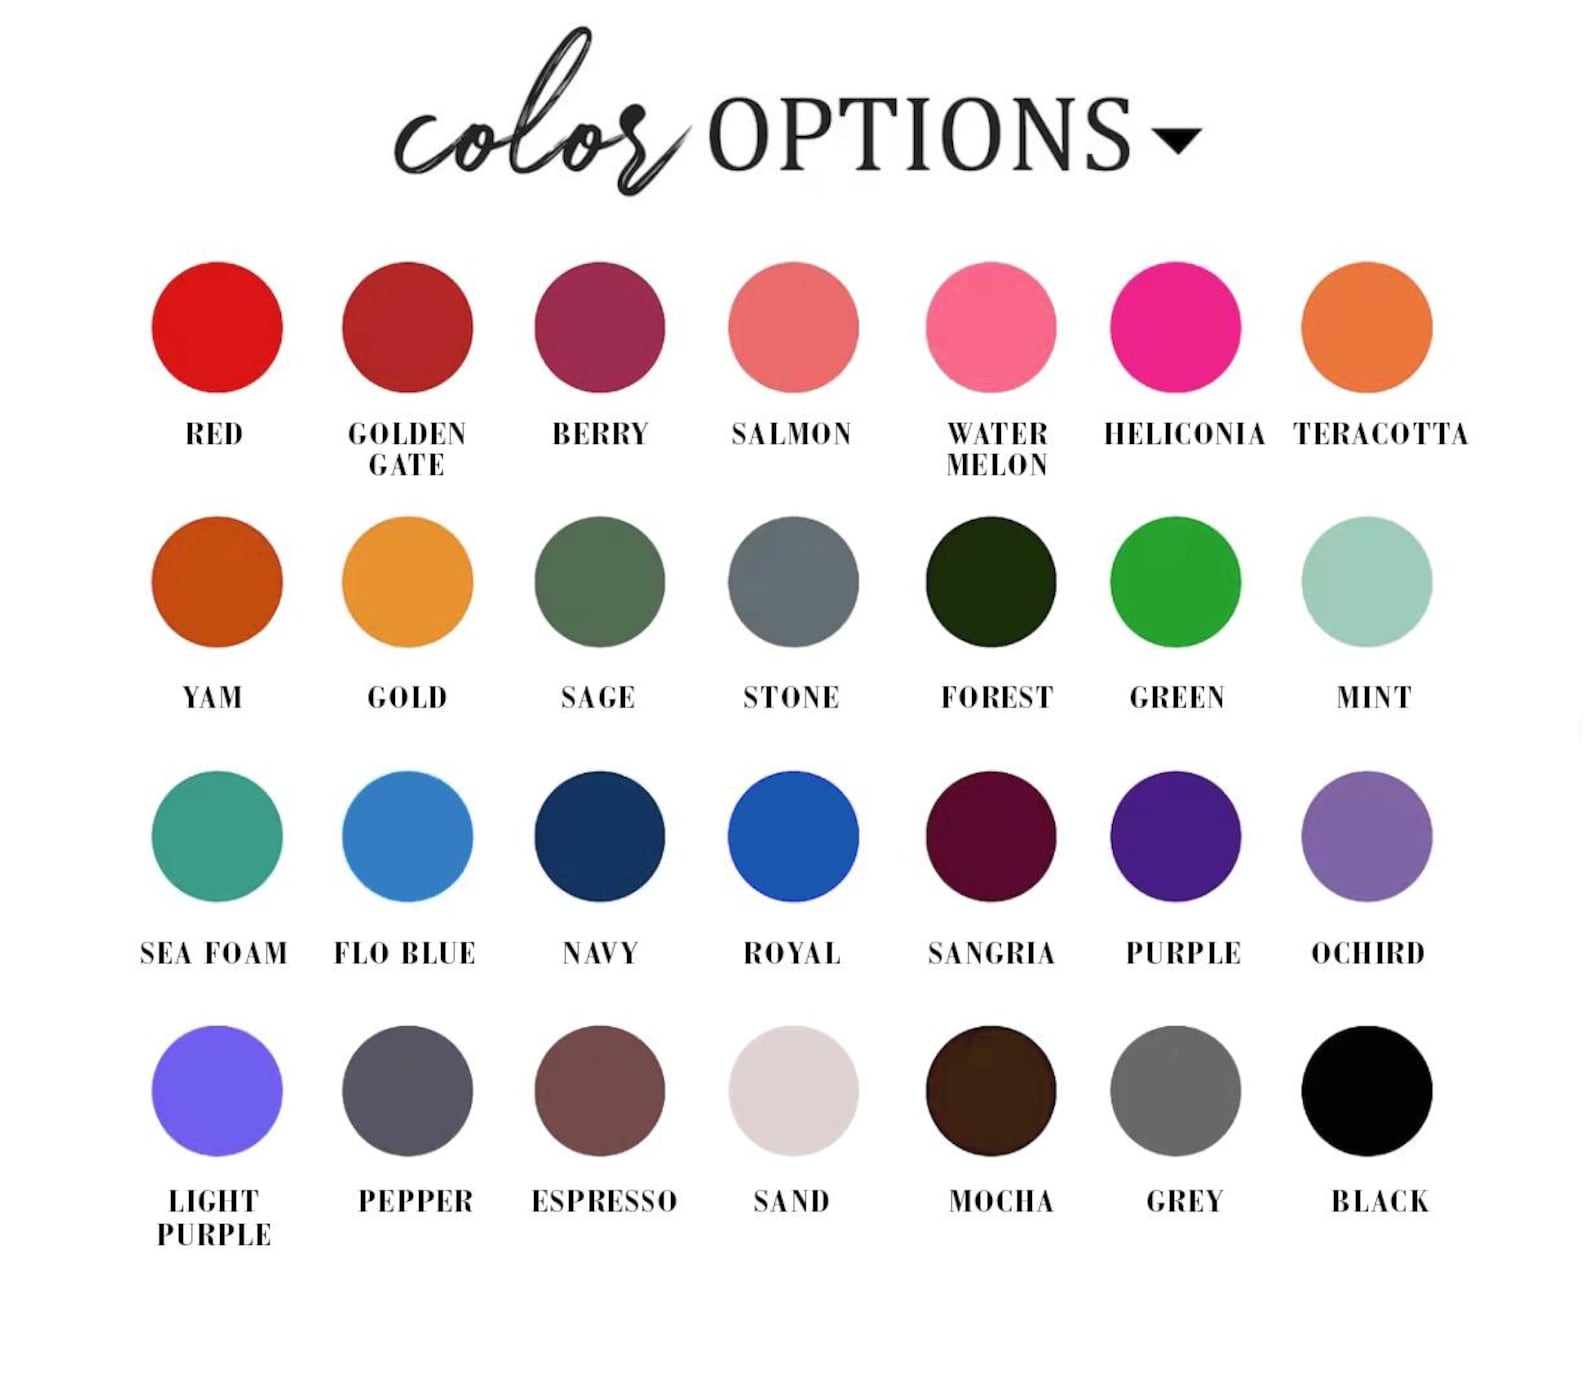 color OPTIONS
RED GOLDEN GATE BERRY SALMON WATER MELON HELICONIA TERACOTTA
YAM GOLD SAGE STONE FOREST GREEN MINT
SEA FOAM FLO BLUE NAVY ROYAL SANGRIA PURPLE OCHIRD
LIGHT PURPLE PEPPER ESPRESSO SAND MOCHA GREY BLACK